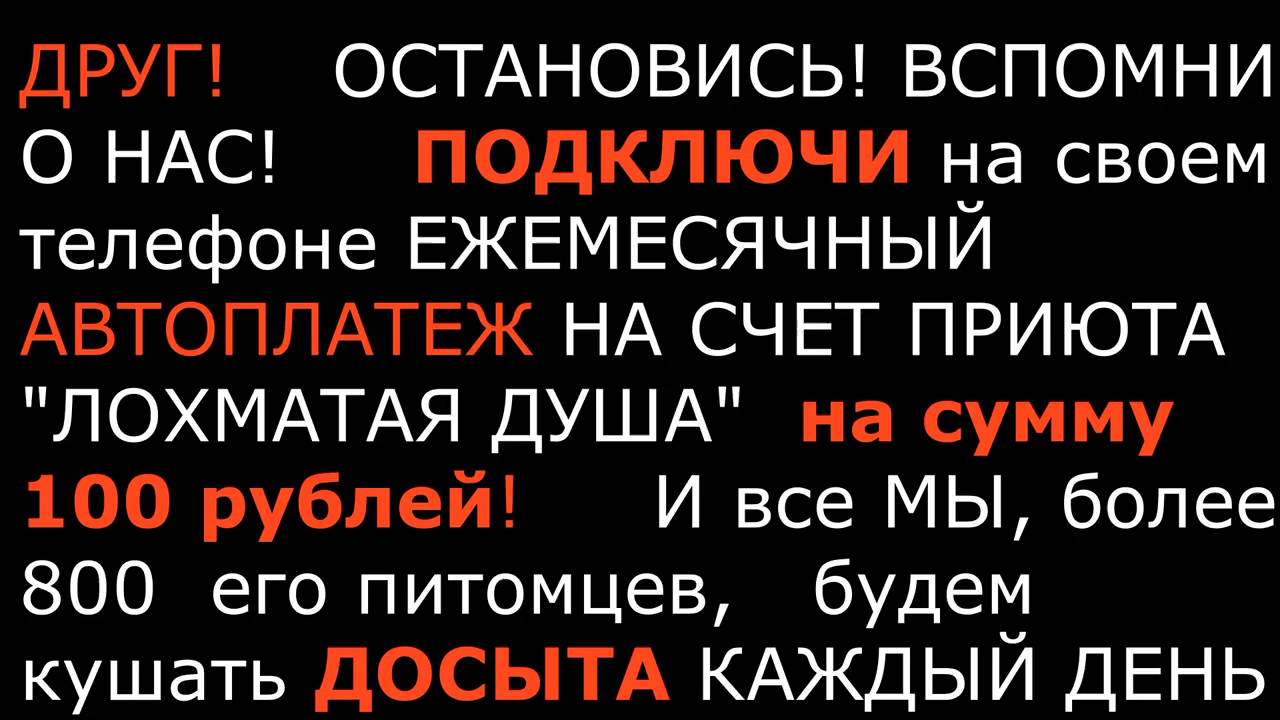 ДРУГ! ОСТАНОВИСЬ! ВСПОМНИ
О НАС! ПОДКЛЮЧИ на своем
телефоне ЕЖЕМЕСЯЧНЫЙ
АВТОПЛАТЕЖ НА СЧЕТ ПРИЮТА
"ЛОХМАТАЯ ДУША" на сумму
100 рублей! И все МЫ, более
800 его питомцев, будем
кушать ДОСЫТА КАЖДЫЙ ДЕНЬ